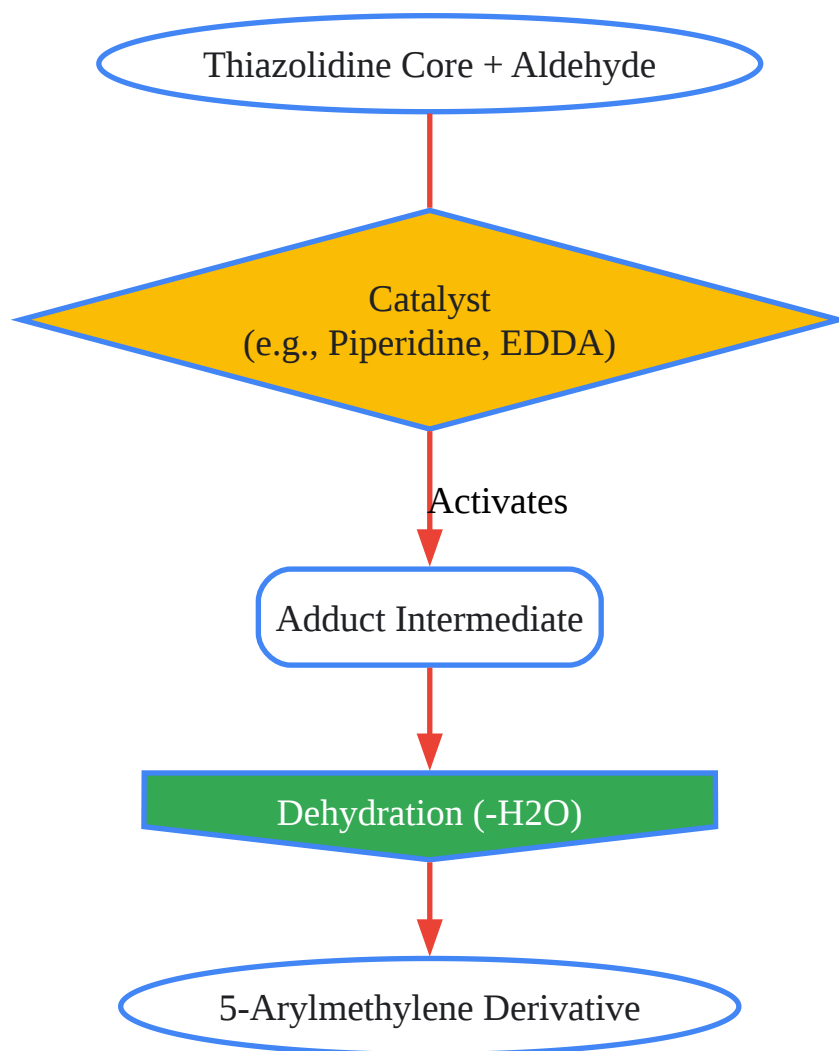 Thiazolidine Core + Aldehyde
Catalyst
(e.g., Piperidine, EDDA)
Activates
Adduct Intermediate
Dehydration (-H2O)
5-Arylmethylene Derivative